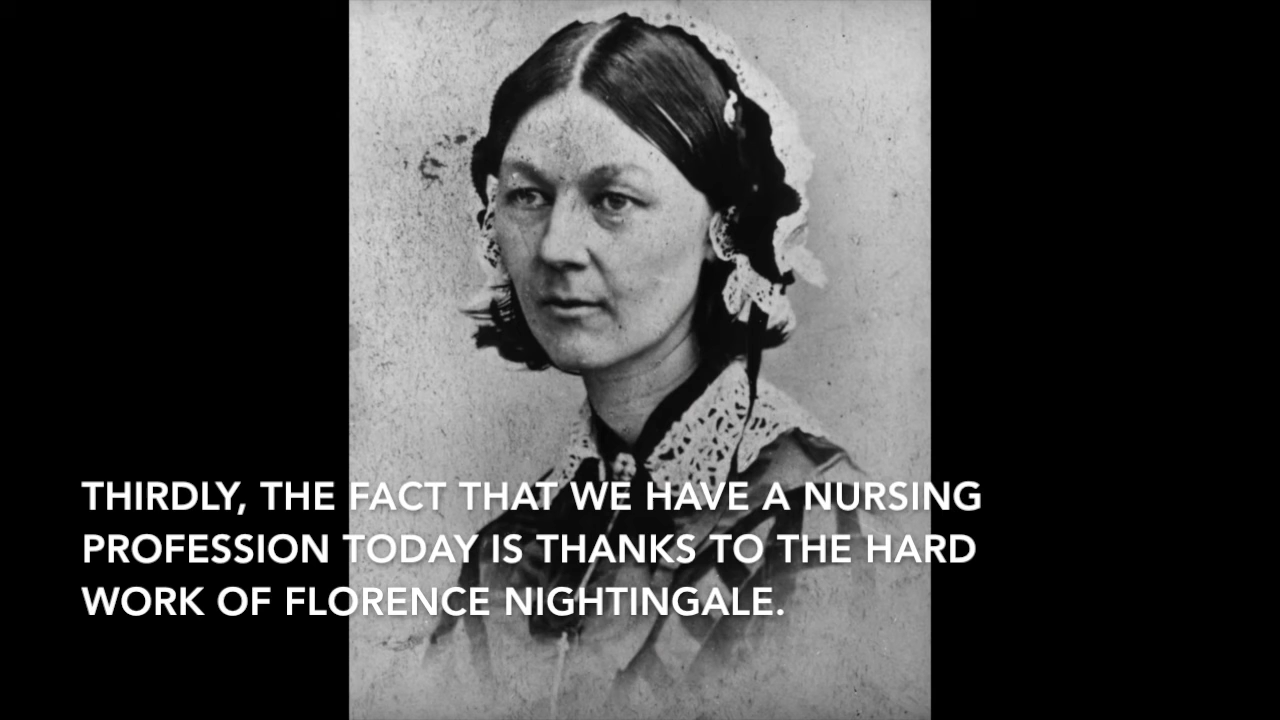 THIRDLY, THE FACT THAT WE HAVE A NURSING
PROFESSION TODAY IS THANKS TO THE HARD
WORK OF FLORENCE NIGHTINGALE.